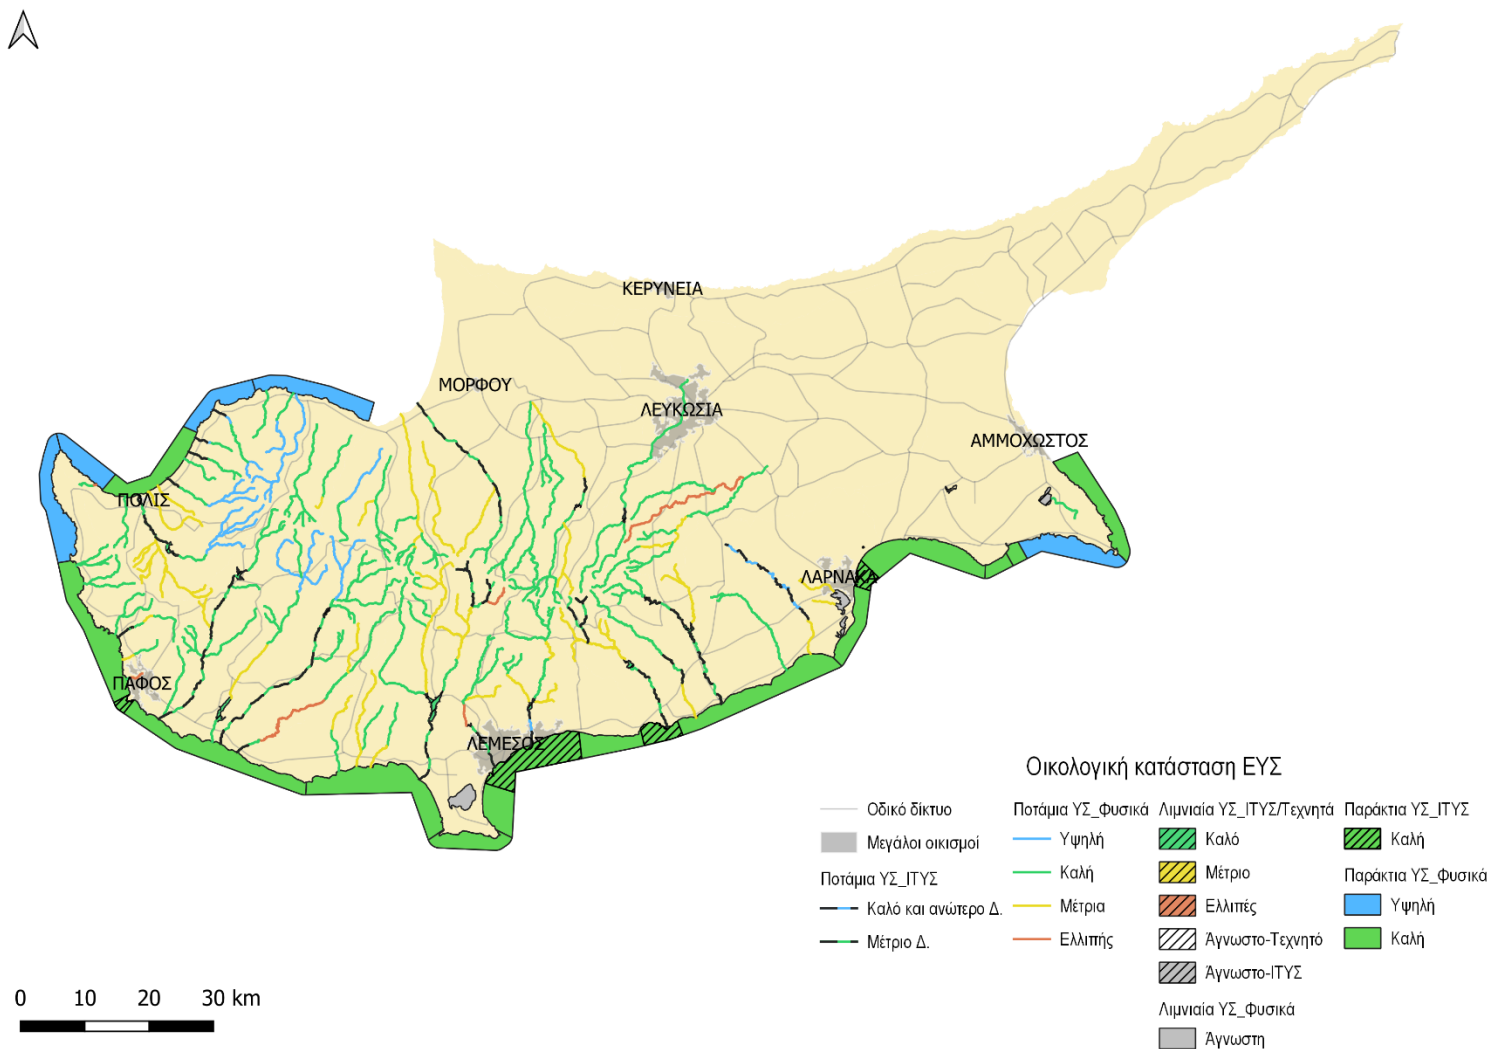 ΚΕΡΥΝΕΙΑ
ΜΟΡΦΟΥ
ΛΕΥΚΩΣΙΑ
ΑΜΜΟΧΩΣΤΟΣ
ΠΟΛΙΣ
ΛΑΡΝΑΚΑ
ΠΑΦΟΣ
ΛΕΜΕΣΟΣ
Οικολογική κατάσταση ΕΥΣ
Οδικό δίκτυο
Μεγάλοι οικισμοί
Ποτάμια ΥΣ_ΙΤΥΣ
Καλό και ανώτερο Δ.
Μέτριο Δ.
Ποτάμια ΥΣ_Φυσικά
Υψηλή
Καλή
Μέτρια
Ελλιπής
Λιμνιαία ΥΣ_ΙΤΥΣ/Τεχνητά
Καλό
Μέτριο
Ελλιπές
Άγνωστο-Τεχνητό
Άγνωστο-ΙΤΥΣ
Λιμνιαία ΥΣ_Φυσικά
Άγνωστη
Παράκτια ΥΣ_ΙΤΥΣ
Καλή
Παράκτια ΥΣ_Φυσικά
Υψηλή
Καλή
0 10 20 30 km